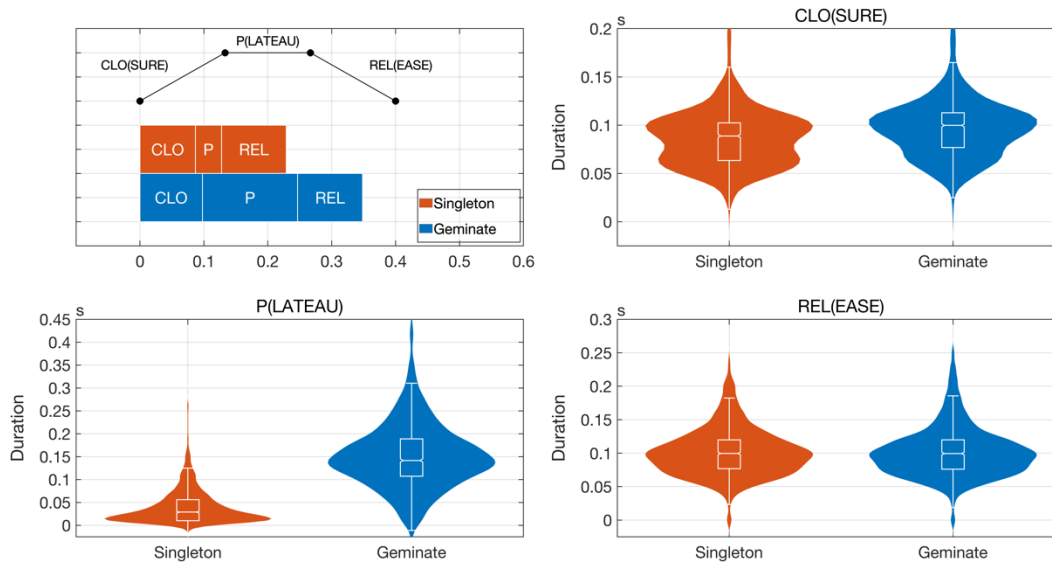 P(LATEAU)
CLO(SURE)
REL(EASE)
CLO P REL
CLO P REL
Singleton
Geminate
0 0.1 0.2 0.3 0.4 0.5 0.6
CLO(SURE)
s
0.2
0.15
0.1
0.05
0
Duration
Singleton Geminate
P(LATEAU)
s
0.45
0.4
0.35
0.3
0.25
0.2
0.15
0.1
0.05
0
Duration
Singleton Geminate
REL(EASE)
s
0.3
0.25
0.2
0.15
0.1
0.05
0
Duration
Singleton Geminate